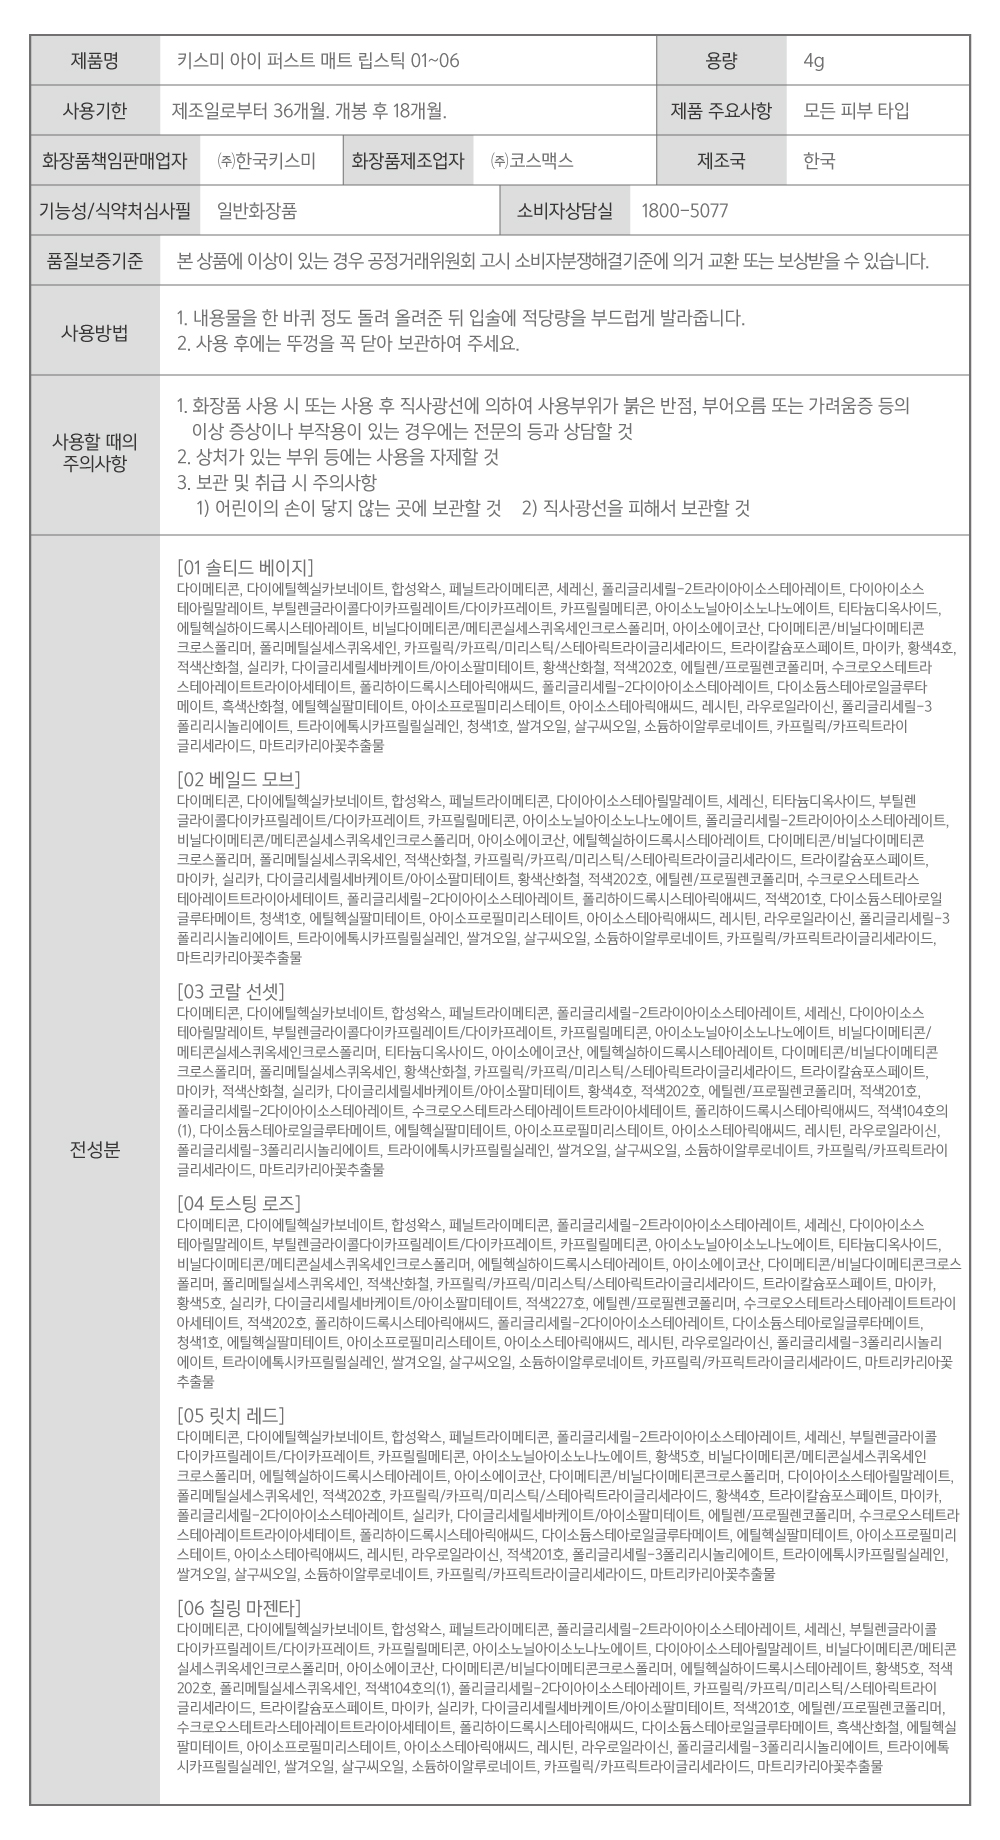 제품명 키스미 아이 퍼스트 매트 립스틱 01~06 용량 4g
사용기한 제조일로부터 36개월. 개봉 후 18개월. 제품 주요사항 모든 피부 타입
화장품책임판매업자 ㈜한국키스미 화장품제조업자 ㈜코스맥스 제조국 한국
기능성/식약처심사필 일반화장품 소비자상담실 1800-5077
품질보증기준 본 상품에 이상이 있는 경우 공정거래위원회 고시 소비자분쟁해결기준에 의거 교환 또는 보상받을 수 있습니다.
사용방법
1. 내용물을 한 바퀴 정도 돌려 올려준 뒤 입술에 적당량을 부드럽게 발라줍니다.
2. 사용 후에는 뚜껑을 꼭 닫아 보관하여 주세요.
사용할 때의
주의사항
1. 화장품 사용 시 또는 사용 후 직사광선에 의하여 사용부위가 붉은 반점, 부어오름 또는 가려움증 등의
이상 증상이나 부작용이 있는 경우에는 전문의 등과 상담할 것
2. 상처가 있는 부위 등에는 사용을 자제할 것
3. 보관 및 취급 시 주의사항
1) 어린이의 손이 닿지 않는 곳에 보관할 것 2) 직사광선을 피해서 보관할 것
전성분
[01 솔티드 베이지]
다이메티콘, 다이에틸헥실카보네이트, 합성왁스, 페닐트라이메티콘, 세레신, 폴리글리세릴-2트라이아이소스테아레이트, 다이아이소스
테아릴말레이트, 부틸렌글라이콜다이카프릴레이트/다이카프레이트, 카프릴릴메티콘, 아이소노닐아이소노나노에이트, 티타늄디옥사이드,
에틸헥실하이드록시스테아레이트, 비닐다이메티콘/메티콘실세스퀴옥세인크로스폴리머, 아이소에이코산, 다이메티콘/비닐다이메티콘
크로스폴리머, 폴리메틸실세스퀴옥세인, 카프릴릭/카프릭/미리스틱/스테아릭트라이글리세라이드, 트라이칼슘포스페이트, 마이카, 황색4호,
적색산화철, 실리카, 다이글리세릴세바케이트/아이소팔미테이트, 황색산화철, 적색202호, 에틸렌/프로필렌코폴리머, 수크로오스테트라
스테아레이트트라이아세테이트, 폴리하이드록시스테아릭애씨드, 폴리글리세릴-2다이아이소스테아레이트, 다이소듐스테아로일글루타
메이트, 흑색산화철, 에틸헥실팔미테이트, 아이소프로필미리스테이트, 아이소스테아릭애씨드, 레시틴, 라우로일라이신, 폴리글리세릴-3
폴리리시놀리에이트, 트라이에톡시카프릴릴실레인, 청색1호, 쌀겨오일, 살구씨오일, 소듐하이알루로네이트, 카프릴릭/카프릭트라이
글리세라이드, 마트리카리아꽃추출물
[02 베일드 모브]
다이메티콘, 다이에틸헥실카보네이트, 합성왁스, 페닐트라이메티콘, 다이아이소스테아릴말레이트, 세레신, 티타늄디옥사이드, 부틸렌
글라이콜다이카프릴레이트/다이카프레이트, 카프릴릴메티콘, 아이소노닐아이소노나노에이트, 폴리글리세릴-2트라이아이소스테아레이트,
비닐다이메티콘/메티콘실세스퀴옥세인크로스폴리머, 아이소에이코산, 에틸헥실하이드록시스테아레이트, 다이메티콘/비닐다이메티콘
크로스폴리머, 폴리메틸실세스퀴옥세인, 적색산화철, 카프릴릭/카프릭/미리스틱/스테아릭트라이글리세라이드, 트라이칼슘포스페이트,
마이카, 실리카, 다이글리세릴세바케이트/아이소팔미테이트, 황색산화철, 적색202호, 에틸렌/프로필렌코폴리머, 수크로오스테트라스
테아레이트트라이아세테이트, 폴리글리세릴-2다이아이소스테아레이트, 폴리하이드록시스테아릭애씨드, 적색201호, 다이소듐스테아로일
글루타메이트, 청색1호, 에틸헥실팔미테이트, 아이소프로필미리스테이트, 아이소스테아릭애씨드, 레시틴, 라우로일라이신, 폴리글리세릴-3
폴리리시놀리에이트, 트라이에톡시카프릴릴실레인, 쌀겨오일, 살구씨오일, 소듐하이알루로네이트, 카프릴릭/카프릭트라이글리세라이드,
마트리카리아꽃추출물
[03 코랄 선셋]
다이메티콘, 다이에틸헥실카보네이트, 합성왁스, 페닐트라이메티콘, 폴리글리세릴-2트라이아이소스테아레이트, 세레신, 다이아이소스
테아릴말레이트, 부틸렌글라이콜다이카프릴레이트/다이카프레이트, 카프릴릴메티콘, 아이소노닐아이소노나노에이트, 비닐다이메티콘/
메티콘실세스퀴옥세인크로스폴리머, 티타늄디옥사이드, 아이소에이코산, 에틸헥실하이드록시스테아레이트, 다이메티콘/비닐다이메티콘
크로스폴리머, 폴리메틸실세스퀴옥세인, 황색산화철, 카프릴릭/카프릭/미리스틱/스테아릭트라이글리세라이드, 트라이칼슘포스페이트,
마이카, 적색산화철, 실리카, 다이글리세릴세바케이트/아이소팔미테이트, 황색4호, 적색202호, 에틸렌/프로필렌코폴리머, 적색201호,
폴리글리세릴-2다이아이소스테아레이트, 수크로오스테트라스테아레이트트라이아세테이트, 폴리하이드록시스테아릭애씨드, 적색104호의
(1), 다이소듐스테아로일글루타메이트, 에틸헥실팔미테이트, 아이소프로필미리스테이트, 아이소스테아릭애씨드, 레시틴, 라우로일라이신,
폴리글리세릴-3폴리리시놀리에이트, 트라이에톡시카프릴릴실레인, 쌀겨오일, 살구씨오일, 소듐하이알루로네이트, 카프릴릭/카프릭트라이
글리세라이드, 마트리카리아꽃추출물
[04 토스팅 로즈]
다이메티콘, 다이에틸헥실카보네이트, 합성왁스, 페닐트라이메티콘, 폴리글리세릴-2트라이아이소스테아레이트, 세레신, 다이아이소스
테아릴말레이트, 부틸렌글라이콜다이카프릴레이트/다이카프레이트, 카프릴릴메티콘, 아이소노닐아이소노나노에이트, 티타늄디옥사이드,
비닐다이메티콘/메티콘실세스퀴옥세인크로스폴리머, 에틸헥실하이드록시스테아레이트, 아이소에이코산, 다이메티콘/비닐다이메티콘크로스
폴리머, 폴리메틸실세스퀴옥세인, 적색산화철, 카프릴릭/카프릭/미리스틱/스테아릭트라이글리세라이드, 트라이칼슘포스페이트, 마이카,
황색5호, 실리카, 다이글리세릴세바케이트/아이소팔미테이트, 적색227호, 에틸렌/프로필렌코폴리머, 수크로오스테트라스테아레이트트라이
아세테이트, 적색202호, 폴리하이드록시스테아릭애씨드, 폴리글리세릴-2다이아이소스테아레이트, 다이소듐스테아로일글루타메이트,
청색1호, 에틸헥실팔미테이트, 아이소프로필미리스테이트, 아이소스테아릭애씨드, 레시틴, 라우로일라이신, 폴리글리세릴-3폴리리시놀리
에이트, 트라이에톡시카프릴릴실레인, 쌀겨오일, 살구씨오일, 소듐하이알루로네이트, 카프릴릭/카프릭트라이글리세라이드, 마트리카리아꽃
추출물
[05 릿치 레드]
다이메티콘, 다이에틸헥실카보네이트, 합성왁스, 페닐트라이메티콘, 폴리글리세릴-2트라이아이소스테아레이트, 세레신, 부틸렌글라이콜
다이카프릴레이트/다이카프레이트, 카프릴릴메티콘, 아이소노닐아이소노나노에이트, 황색5호, 비닐다이메티콘/메티콘실세스퀴옥세인
크로스폴리머, 에틸헥실하이드록시스테아레이트, 아이소에이코산, 다이메티콘/비닐다이메티콘크로스폴리머, 다이아이소스테아릴말레이트,
폴리메틸실세스퀴옥세인, 적색202호, 카프릴릭/카프릭/미리스틱/스테아릭트라이글리세라이드, 황색4호, 트라이칼슘포스페이트, 마이카,
폴리글리세릴-2다이아이소스테아레이트, 실리카, 다이글리세릴세바케이트/아이소팔미테이트, 에틸렌/프로필렌코폴리머, 수크로오스테트라
스테아레이트트라이아세테이트, 폴리하이드록시스테아릭애씨드, 다이소듐스테아로일글루타메이트, 에틸헥실팔미테이트, 아이소프로필미리
스테이트, 아이소스테아릭애씨드, 레시틴, 라우로일라이신, 적색201호, 폴리글리세릴-3폴리리시놀리에이트, 트라이에톡시카프릴릴실레인,
쌀겨오일, 살구씨오일, 소듐하이알루로네이트, 카프릴릭/카프릭트라이글리세라이드, 마트리카리아꽃추출물
[06 칠링 마젠타]
다이메티콘, 다이에틸헥실카보네이트, 합성왁스, 페닐트라이메티콘, 폴리글리세릴-2트라이아이소스테아레이트, 세레신, 부틸렌글라이콜
다이카프릴레이트/다이카프레이트, 카프릴릴메티콘, 아이소노닐아이소노나노에이트, 다이아이소스테아릴말레이트, 비닐다이메티콘/메티콘
실세스퀴옥세인크로스폴리머, 아이소에이코산, 다이메티콘/비닐다이메티콘크로스폴리머, 에틸헥실하이드록시스테아레이트, 황색5호, 적색
202호, 폴리메틸실세스퀴옥세인, 적색104호의(1), 폴리글리세릴-2다이아이소스테아레이트, 카프릴릭/카프릭/미리스틱/스테아릭트라이
글리세라이드, 트라이칼슘포스페이트, 마이카, 실리카, 다이글리세릴세바케이트/아이소팔미테이트, 적색201호, 에틸렌/프로필렌코폴리머,
수크로오스테트라스테아레이트트라이아세테이트, 폴리하이드록시스테아릭애씨드, 다이소듐스테아로일글루타메이트, 흑색산화철, 에틸헥실
팔미테이트, 아이소프로필미리스테이트, 아이소스테아릭애씨드, 레시틴, 라우로일라이신, 폴리글리세릴-3폴리리시놀리에이트, 트라이에톡
시카프릴릴실레인, 쌀겨오일, 살구씨오일, 소듐하이알루로네이트, 카프릴릭/카프릭트라이글리세라이드, 마트리카리아꽃추출물